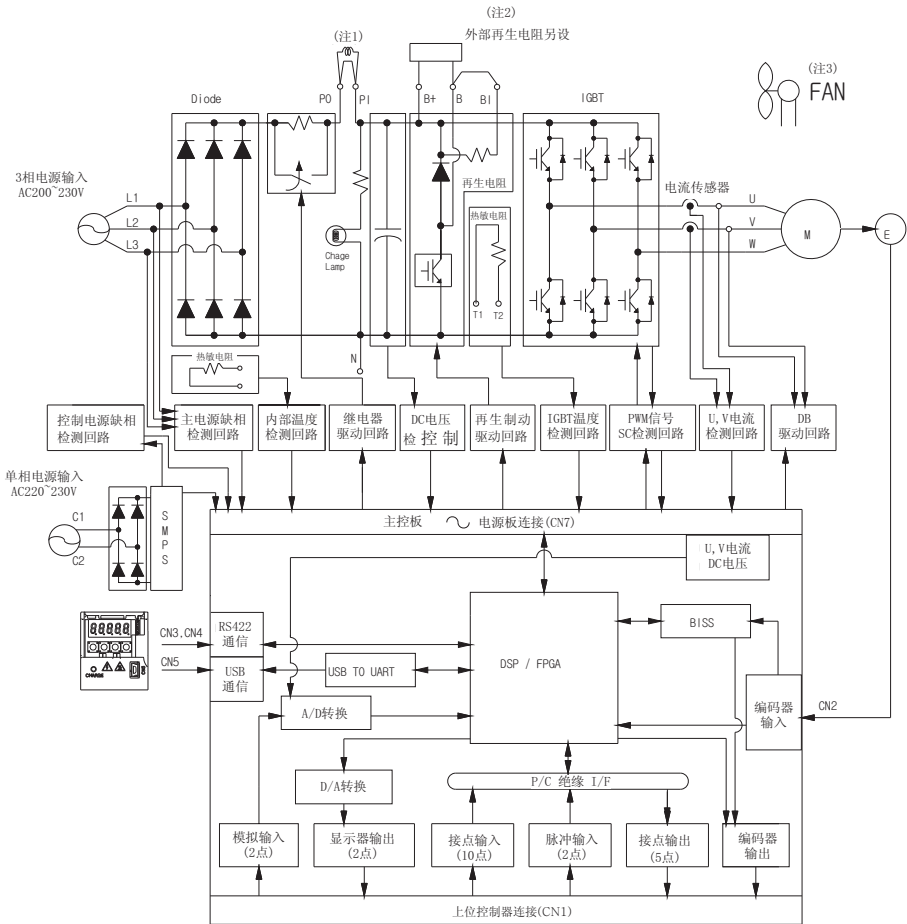 (注2)
外部再生电阻另设
(注1)
(注3)
FAN
Diode
PO
PI
B+
B
BI
IGBT
3相电源输入
AC200~230V
L1
L2
L3
再生电阻
热敏电阻
T1
T2
Chage
Lamp
N
电流传感器
U
V
W
M
E
热敏电阻
控制电源缺相
检测回路
主电源缺相
检测回路
内部温度
检测回路
继电器
驱动回路
DC电压
检 控 制
再生制动
驱动回路
IGBT温度
检测回路
PWM信号
SC检测回路
U,V电流
检测回路
DB
驱动回路
单相电源输入
AC220~230V
C1
C2
S
M
P
S
主控板
电源板连接(CN7)
U,V电流
DC电压
88888
CHARGE
CN3,CN4
CN5
RS422
通信
USB
通信
USB TO UART
A/D转换
DSP / FPGA
BISS
编码器
输入
CN2
D/A转换
P/C 绝缘 I/F
模拟输入
(2点)
显示器输出
(2点)
接点输入
(10点)
脉冲输入
(2点)
接点输出
(5点)
编码器
输出
上位控制器连接(CN1)